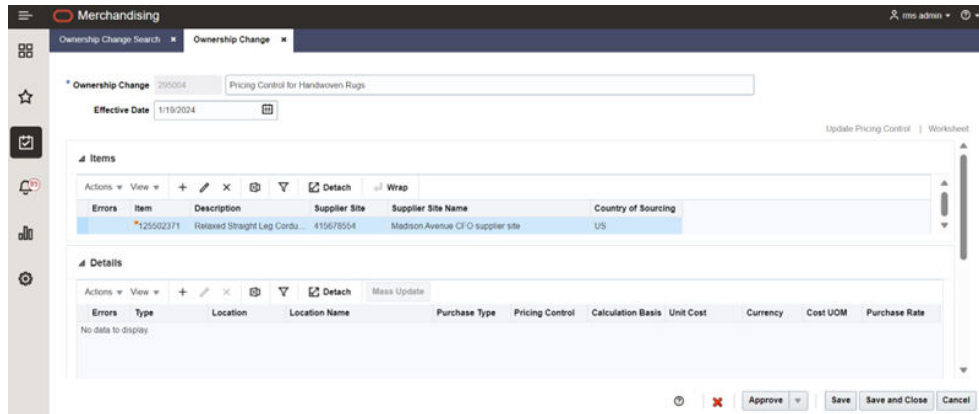 Merchandising
rms admin
Ownership Change Search
Ownership Change
* Ownership Change 295004 Pricing Control for Handwoven Rugs
Effective Date 1/19/2024
Update Pricing Control | Worksheet
Items
Actions View Detach Wrap
Errors Item Description Supplier Site Supplier Site Name Country of Sourcing
125502371 Relaxed Straight Leg Cordu... 415678554 Madison Avenue CFO supplier site US
Details
Actions View Detach Mass Update
Errors Type Location Location Name Purchase Type Pricing Control Calculation Basis Unit Cost Currency Cost UOM Purchase Rate
No data to display
Approve Save Save and Close Cancel